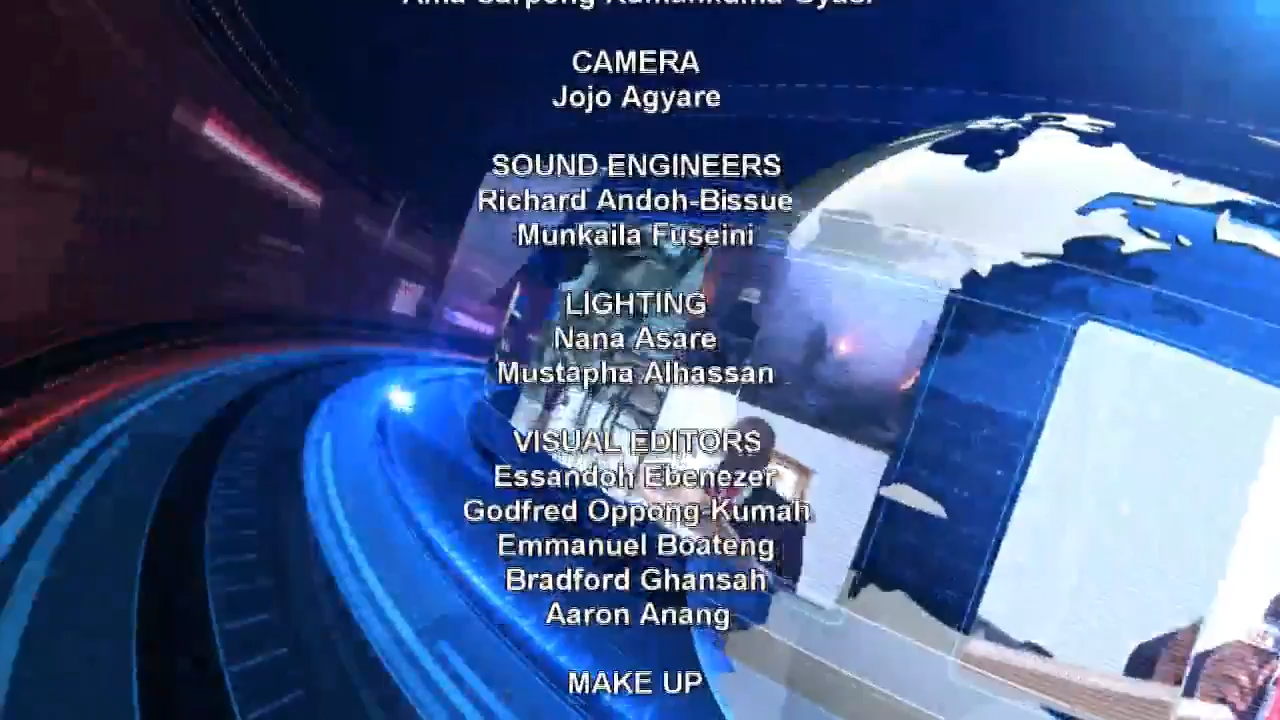 CAMERA
Jojo Agyare
SOUND ENGINEERS
Richard Andoh-Bissue
Munkaila Fuseini
LIGHTING
Nana Asare
Mustapha Alhassan
VISUAL EDITORS
Essandoh Ebenezer
Godfred Oppong-Kumah
Emmanuel Boateng
Bradford Ghansah
Aaron Anang
MAKE UP